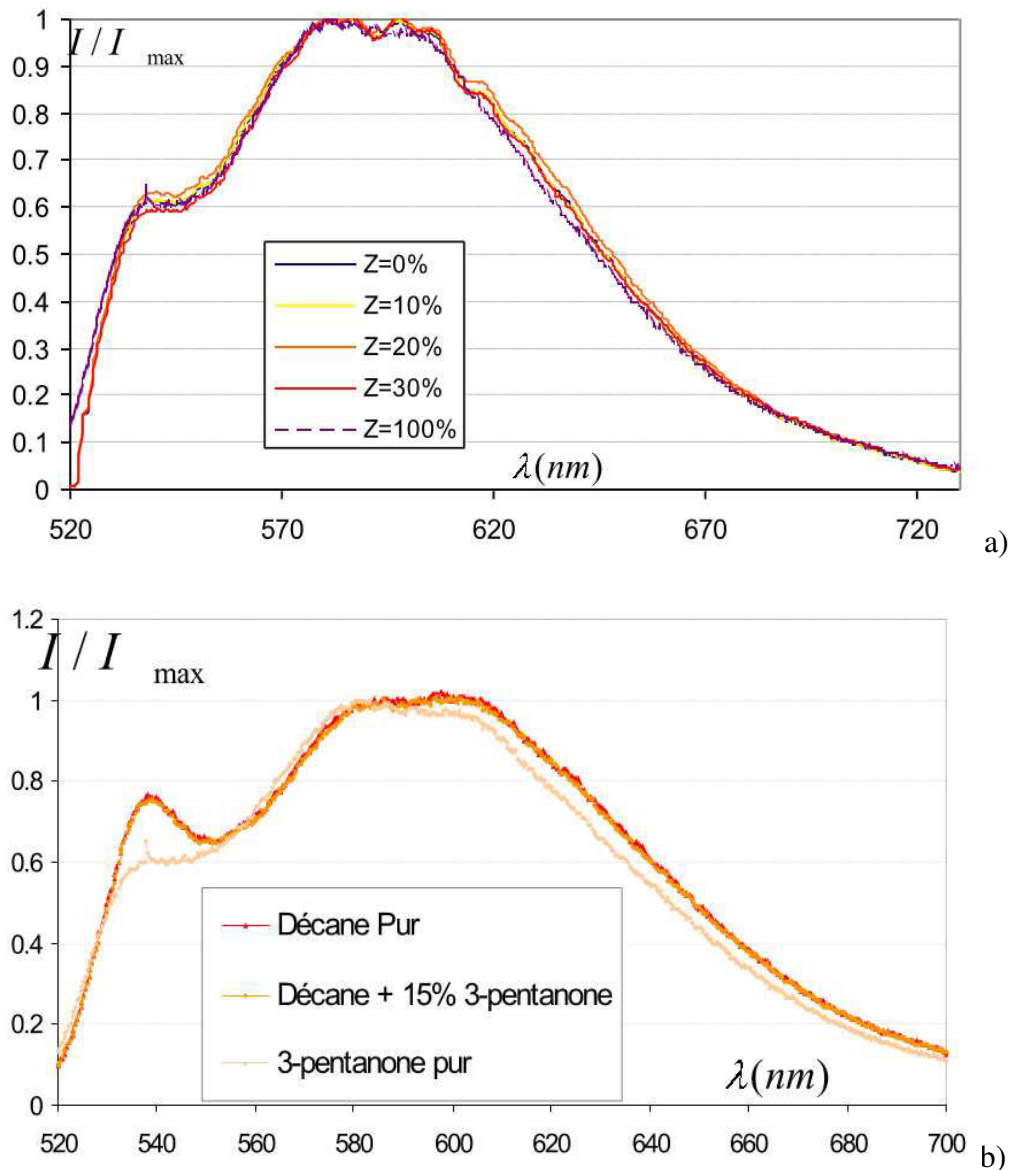 1
I / I max
0.9
0.8
0.7
0.6
0.5
0.4
0.3
0.2
0.1
0
Z=0%
Z=10%
Z=20%
Z=30%
Z=100%
λ(nm)
520 570 620 670 720
a)
1.2
I / I max
1
0.8
0.6
0.4
0.2
0
Décane Pur
Décane + 15% 3-pentanone
3-pentanone pur
λ(nm)
520 540 560 580 600 620 640 660 680 700
b)